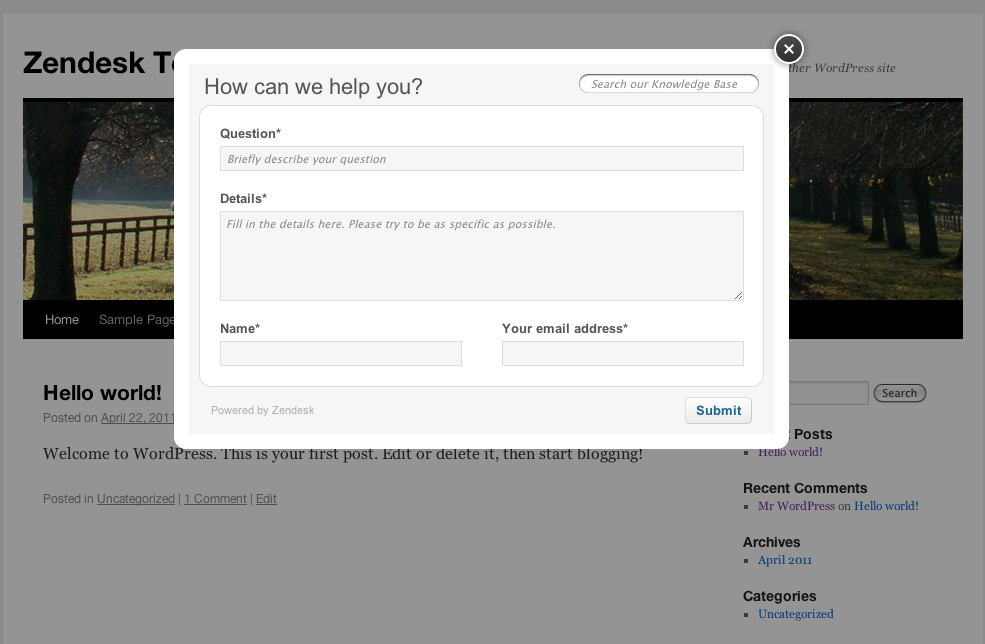 Zendesk
WordPress site
How can we help you?
Search our Knowledge Base
Question*
Briefly describe your question
Details*
Fill in the details here. Please try to be as specific as possible.
Name*
Your email address*
Powered by Zendesk
Submit
Home Sample Page
Hello world!
Posted on April 22, 2011
Welcome to WordPress. This is your first post. Edit or delete it, then start blogging!
Posted in Uncategorized | 1 Comment | Edit
Search
Posts
Hello world!
Recent Comments
Mr WordPress on Hello world!
Archives
April 2011
Categories
Uncategorized